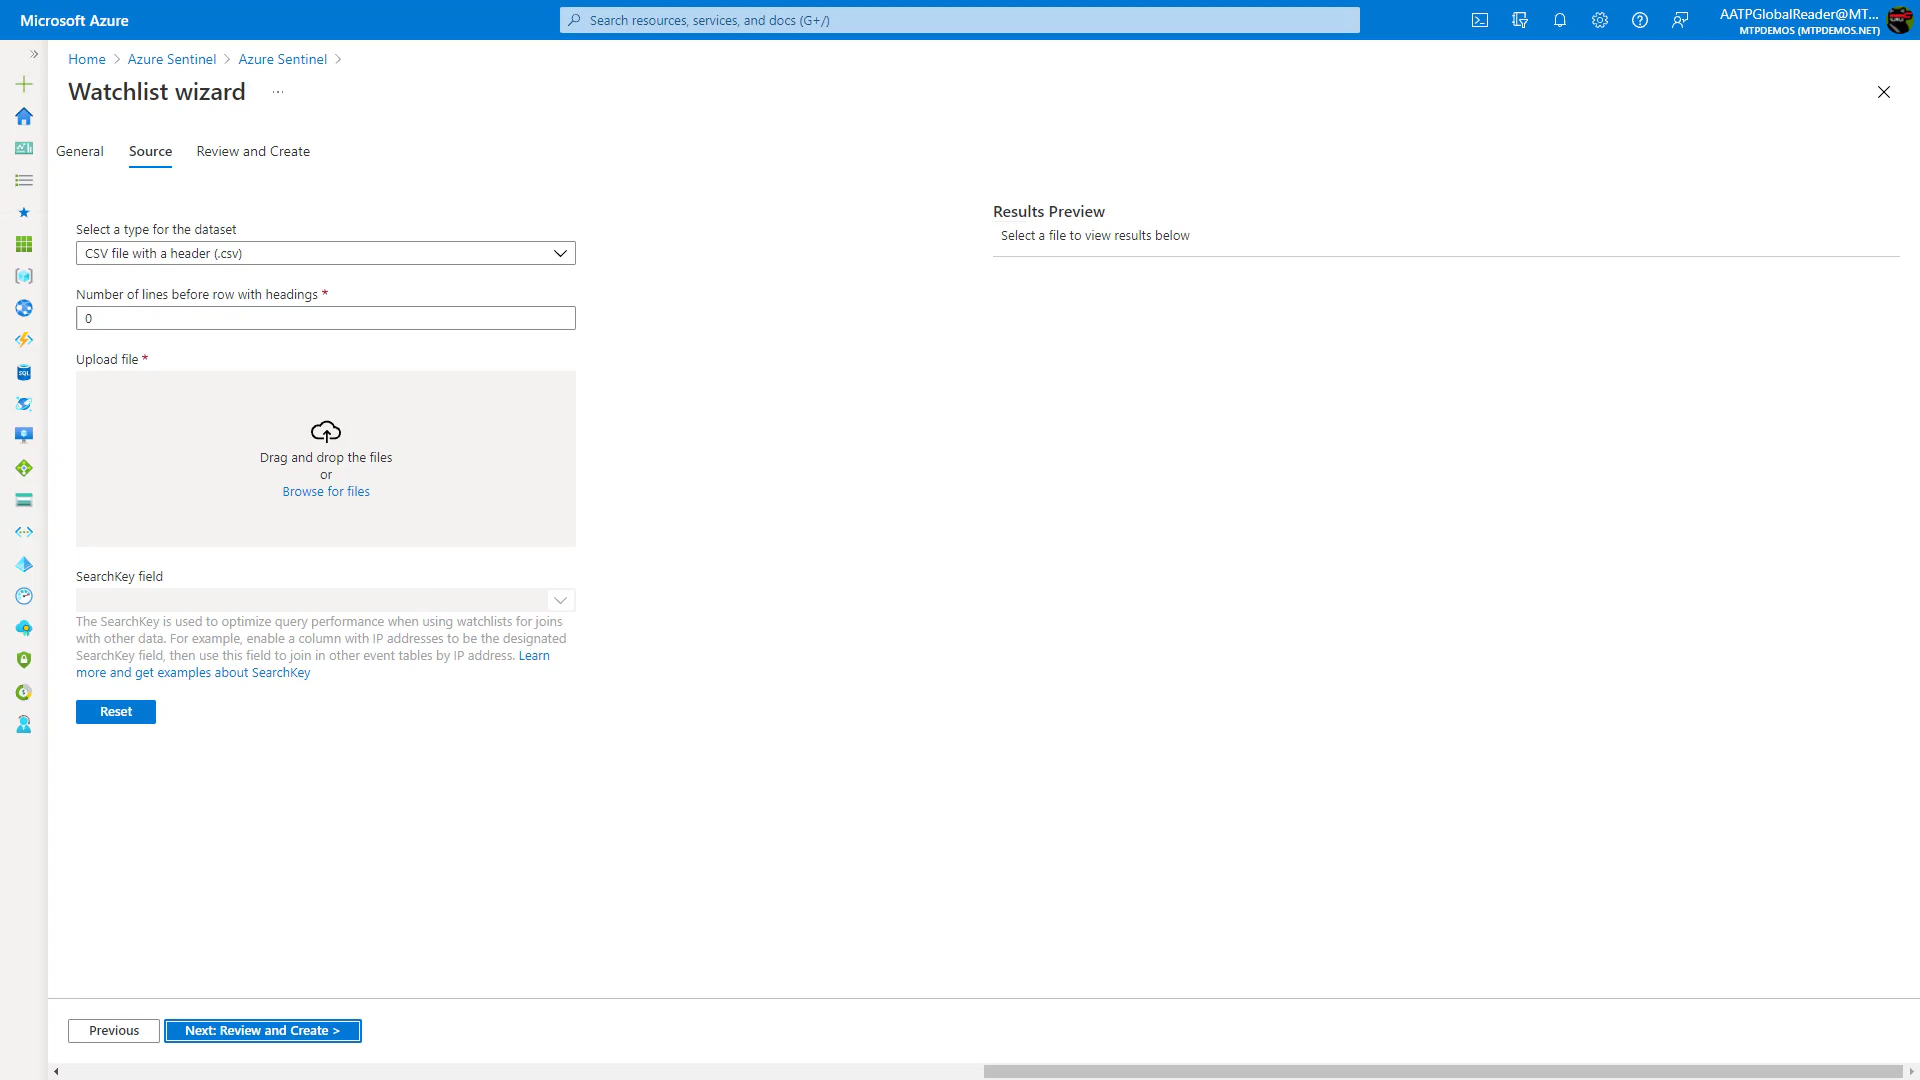 Microsoft Azure
Search resources, services, and docs (G+/)
AATPGlobalReader@MT...
MTPDEMOS (MTPDEMOS.NET)
Home > Azure Sentinel > Azure Sentinel >
Watchlist wizard ...
General Source Review and Create
Select a type for the dataset
CSV file with a header (.csv)
Number of lines before row with headings *
0
Upload file *
Drag and drop the files
or
Browse for files
SearchKey field
The SearchKey is used to optimize query performance when using watchlists for joins
with other data. For example, enable a column with IP addresses to be the designated
SearchKey field, then use this field to join in other event tables by IP address. Learn
more and get examples about SearchKey
Reset
Results Preview
Select a file to view results below
Previous
Next: Review and Create >